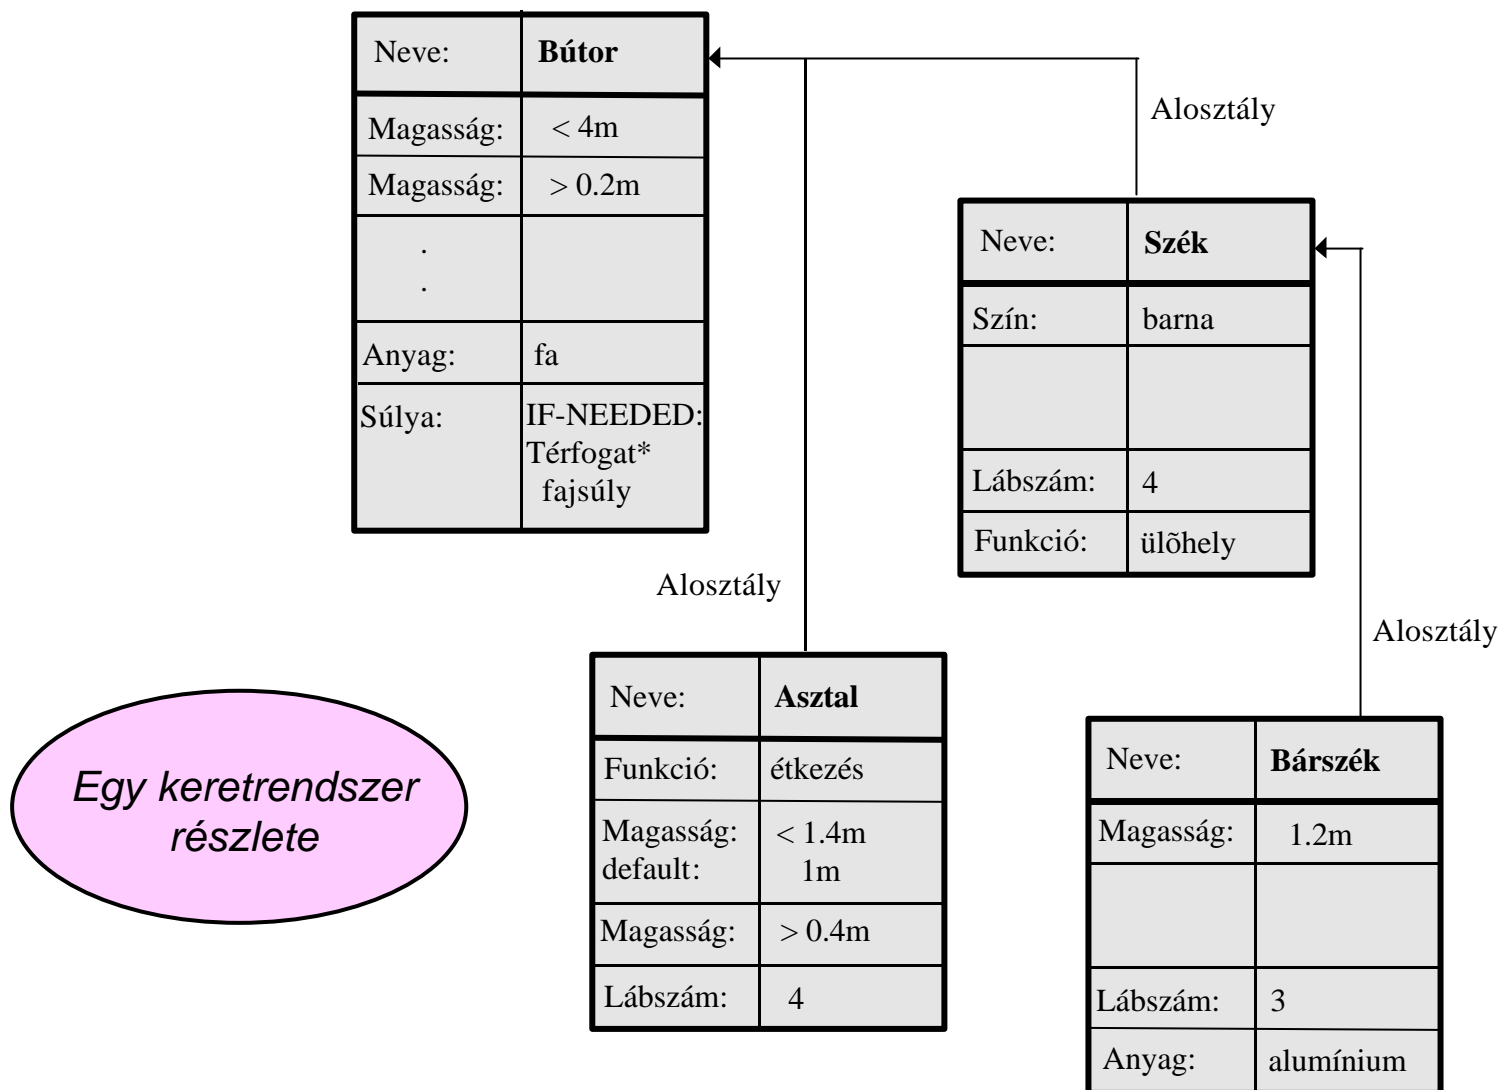 Neve: Bútor
Magasság: < 4m
Magasság: > 0.2m
.
.
Anyag: fa
Súlya: IF-NEEDED:
Térfogat*
fajsúly
Alosztály
Neve: Szék
Szín: barna
Lábszám: 4
Funkció: ülõhely
Alosztály
Alosztály
Neve: Asztal
Funkció: étkezés
Magasság: < 1.4m
default: 1m
Magasság: > 0.4m
Lábszám: 4
Neve: Bárszék
Magasság: 1.2m
Lábszám: 3
Anyag: alumínium
Egy keretrendszer
részlete